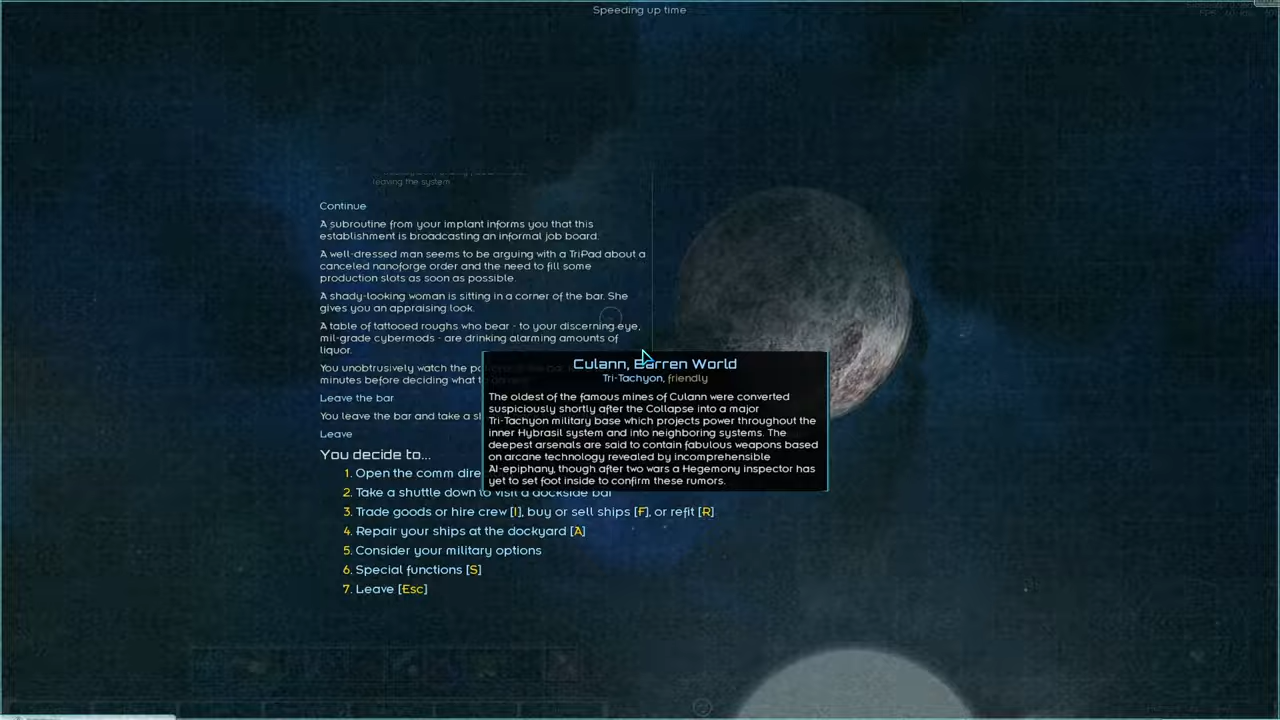 Speeding up time
leaving the system.
Continue
A subroutine from your implant informs you that this
establishment is broadcasting an informal job board.
A well-dressed man seems to be arguing with a TriPad about a
canceled nanoforge order and the need to fill some
production slots as soon as possible.
A shady-looking woman is sitting in a corner of the bar. She
gives you an appraising look.
A table of tattooed roughs who bear - to your discerning eye,
mil-grade cybermods - are drinking alarming amounts of
liquor.
You unobtrusively watch the
minutes before deciding what
Leave the bar
You leave the bar and take a
Leave
Culann, Barren World
Tri-Tachyon, friendly
The oldest of the famous mines of Culann were converted
suspiciously shortly after the Collapse into a major
Tri-Tachyon military base which projects power throughout the
inner Hybrasil system and into neighboring systems. The
deepest arsenals are said to contain fabulous weapons based
on arcane technology revealed by incomprehensible
AI-epiphany, though after two wars a Hegemony inspector has
yet to set foot inside to confirm these rumors.
You decide to...
1. Open the comm dire
2. Take a shuttle down to visit a dockside bar
3. Trade goods or hire crew [I], buy or sell ships [F], or refit [R]
4. Repair your ships at the dockyard [A]
5. Consider your military options
6. Special functions [S]
7. Leave [Esc]